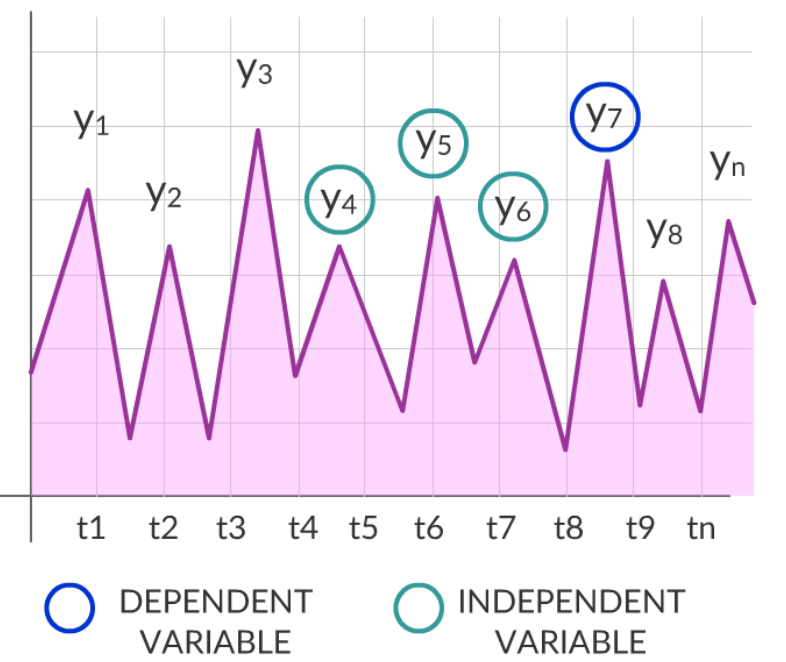 y3
y1
y5
y7
y2
y4
y6
yn
y8
t1 t2 t3 t4 t5 t6 t7 t8 t9 tn
DEPENDENT VARIABLE
INDEPENDENT VARIABLE